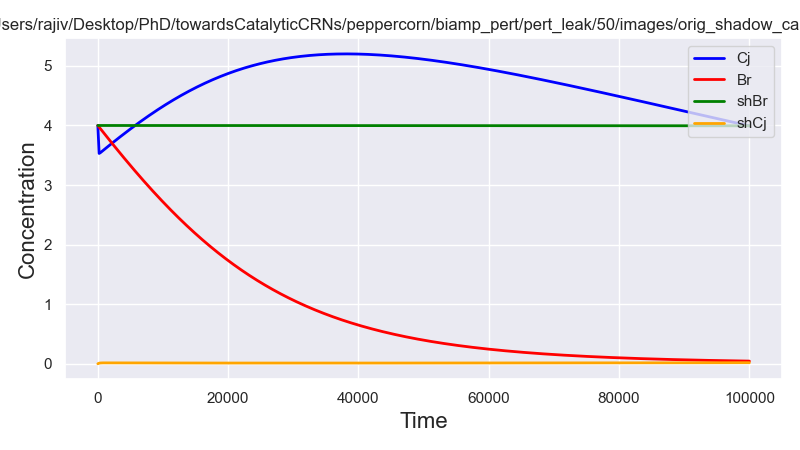 sers/rajiv/Desktop/PhD/towardsCatalyticCRNs/peppercorn/biamp_pert/pert_leak/50/images/orig_shadow_ca
Cj
Br
shBr
shCj
Concentration
5
4
3
2
1
0
0 20000 40000 60000 80000 100000
Time